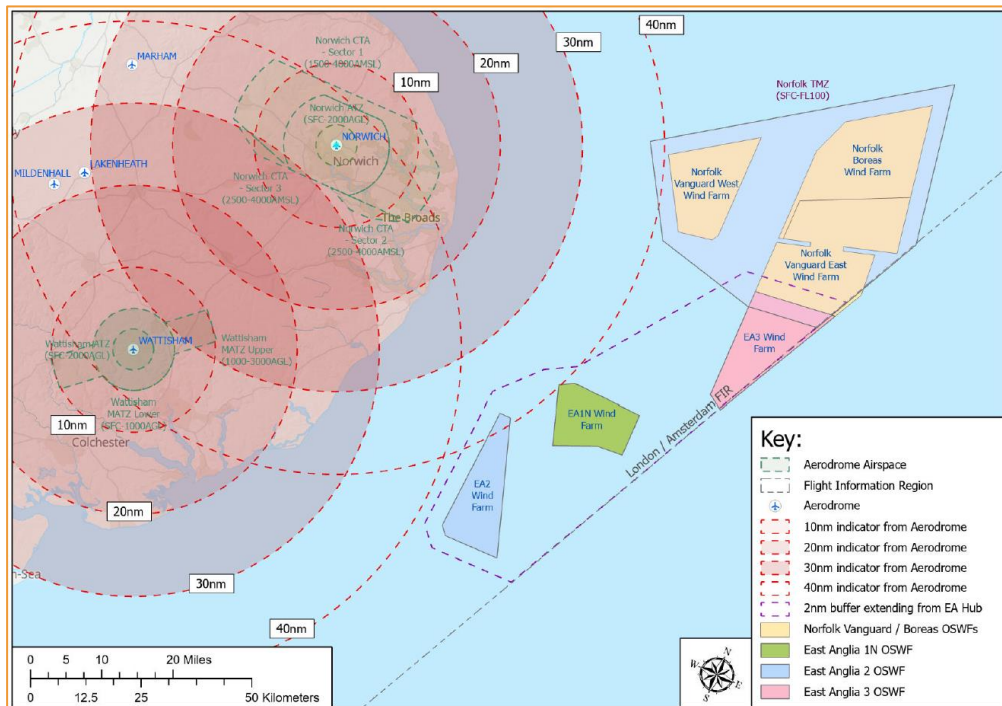 40nm
30nm
20nm
10nm
MARHAM
Norwich CTA
- Sector 1
(1500-4000AMSL)
Norwich ATZ
(SFC-2000AGL)
NORWICH
Norwich
LAKENHEATH
MILDENHALL
Norwich CTA
- Sector 3
(2500-4000AMSL)
The Broads
Norwich CTA
- Sector 2
(2500-4000AMSL)
Norfolk TMZ
(SFC-FL100)
Norfolk
Boreas
Wind Farm
Norfolk
Vanguard West
Wind Farm
Norfolk
Vanguard East
Wind Farm
EA3 Wind
Farm
WATTISHAM
Wattisham ATZ
(SFC-2000AGL)
Wattisham
MATZ Upper
(1000-3000AGL)
Wattisham
MATZ Lower
(SFC-1000AGL)
10nm
Colchester
EA1N Wind
Farm
EA2
Wind
Farm
London / Amsterdam FIR
20nm
n-Sea
30nm
40nm
Key:
Aerodrome Airspace
Flight Information Region
Aerodrome
10nm indicator from Aerodrome
20nm indicator from Aerodrome
30nm indicator from Aerodrome
40nm indicator from Aerodrome
2nm buffer extending from EA Hub
Norfolk Vanguard / Boreas OSWFs
East Anglia 1N OSWF
East Anglia 2 OSWF
East Anglia 3 OSWF
0 5 10 20 Miles
0 12.5 25 50 Kilometers
N
W E
S